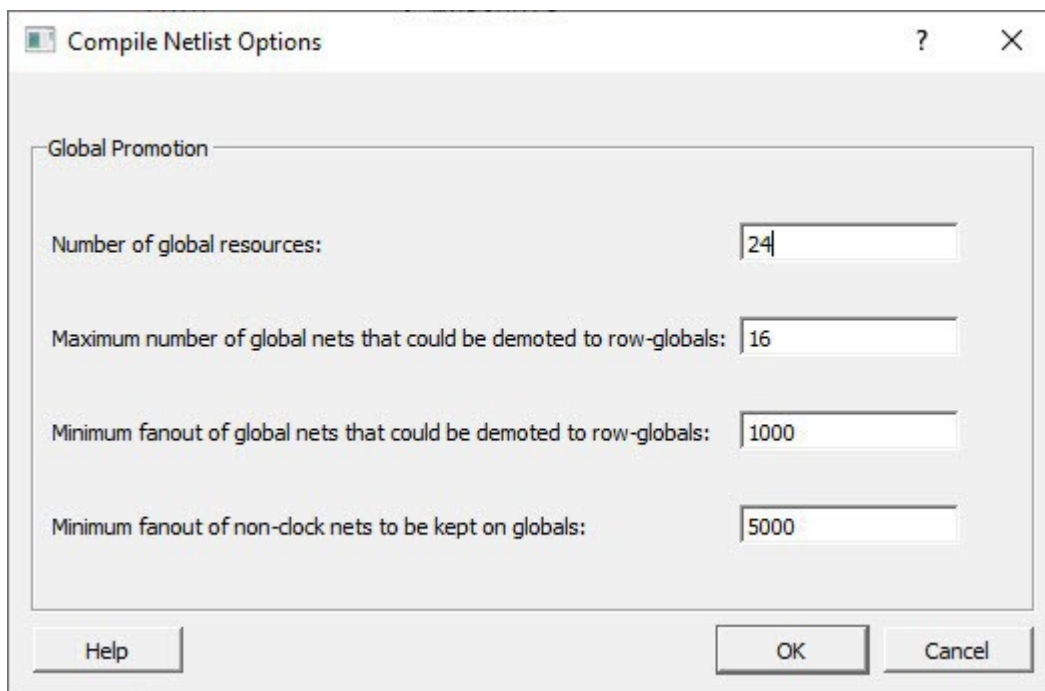 Compile Netlist Options
?
Global Promotion
Number of global resources:
24
Maximum number of global nets that could be demoted to row-globals:
16
Minimum fanout of global nets that could be demoted to row-globals:
1000
Minimum fanout of non-clock nets to be kept on globals:
5000
Help
OK
Cancel